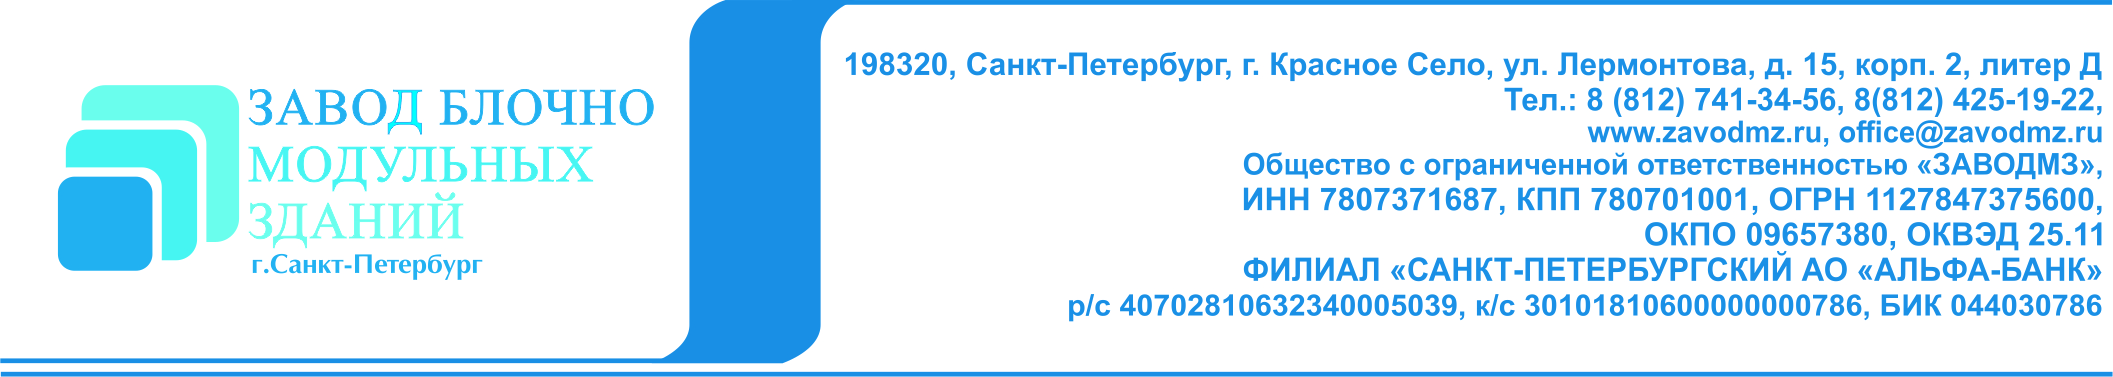 ЗАВОД БЛОЧНО
МОДУЛЬНЫХ
ЗДАНИЙ
г.Санкт-Петербург
198320, Санкт-Петербург, г. Красное Село, ул. Лермонтова, д. 15, корп. 2, литер Д
Тел.: 8 (812) 741-34-56, 8(812) 425-19-22,
www.zavodmz.ru, office@zavodmz.ru
Общество с ограниченной ответственностью «ЗАВОДМЗ»,
ИНН 7807371687, КПП 780701001, ОГРН 1127847375600,
ОКПО 09657380, ОКВЭД 25.11
ФИЛИАЛ «САНКТ-ПЕТЕРБУРГСКИЙ АО «АЛЬФА-БАНК»
р/с 40702810632340005039, к/с 30101810600000000786, БИК 044030786